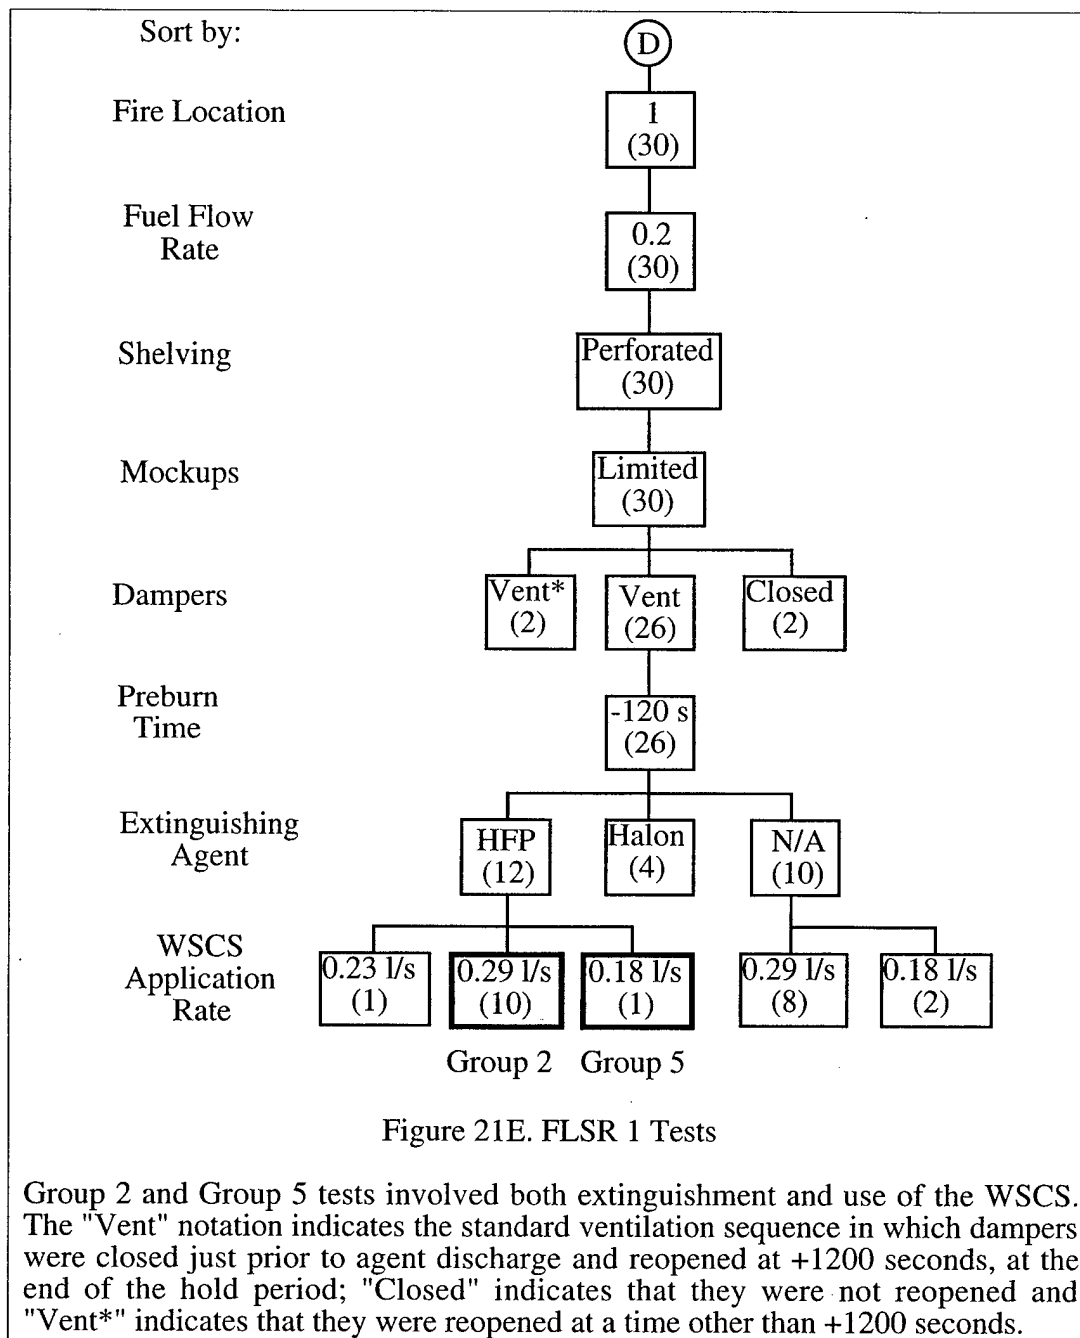 Sort by:
D
Fire Location
1
(30)
Fuel Flow
Rate
0.2
(30)
Shelving
Perforated
(30)
Mockups
Limited
(30)
Dampers
Vent*
(2)
Vent
(26)
Closed
(2)
Preburn
Time
-120 s
(26)
Extinguishing
Agent
HFP
(12)
Halon
(4)
N/A
(10)
WSCS
Application
Rate
0.23 l/s
(1)
0.29 l/s
(10)
0.18 l/s
(1)
0.29 l/s
(8)
0.18 l/s
(2)
Group 2
Group 5
Figure 21E. FLSR 1 Tests
Group 2 and Group 5 tests involved both extinguishment and use of the WSCS.
The "Vent" notation indicates the standard ventilation sequence in which dampers
were closed just prior to agent discharge and reopened at +1200 seconds, at the
end of the hold period; "Closed" indicates that they were not reopened and
"Vent*" indicates that they were reopened at a time other than +1200 seconds.